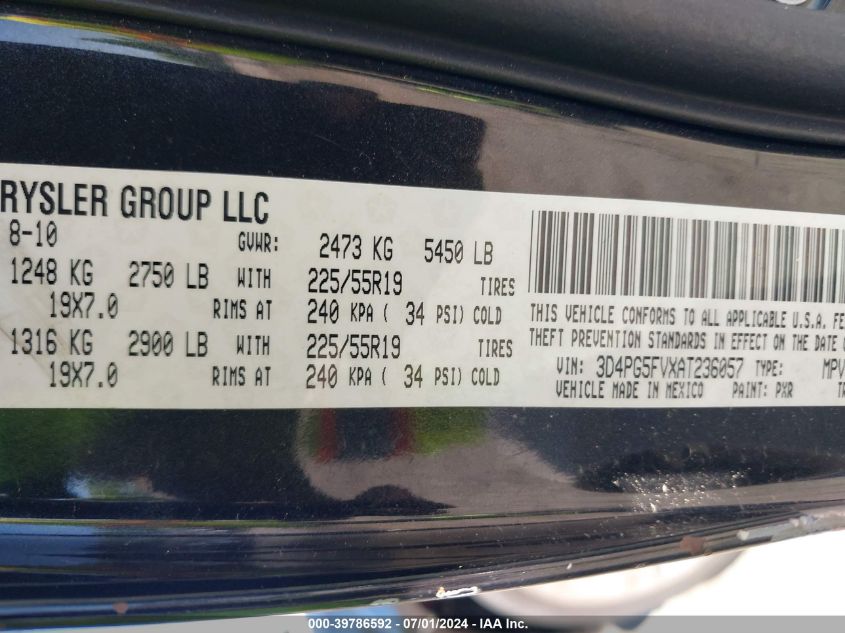 RYSLER GROUP LLC
8-10 GVWR: 2473 KG 5450 LB
1248 KG 2750 LB WITH 225/55R19 TIRES
19X7.0 RIMS AT 240 KPA ( 34 PSI) COLD
1316 KG 2900 LB WITH 225/55R19 TIRES
19X7.0 RIMS AT 240 KPA ( 34 PSI) COLD
THIS VEHICLE CONFORMS TO ALL APPLICABLE U.S.A. FE
THEFT PREVENTION STANDARDS IN EFFECT ON THE DATE O
VIN: 3D4PG5FVXAT236057 TYPE: MPV
VEHICLE MADE IN MEXICO PAINT: PXR TR
000-39786592 / 07/01/2024 - IAA Inc.